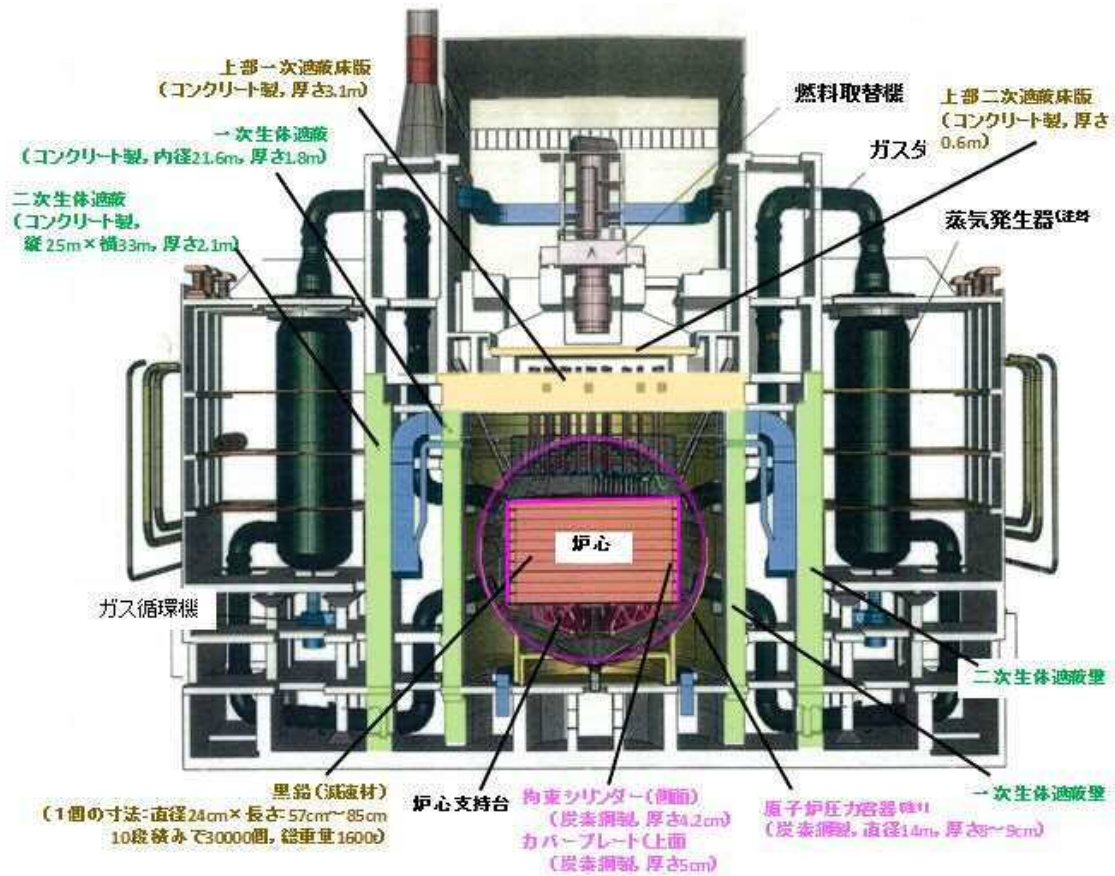 上部一次遮蔽床版
(コンクリート製, 厚さ3.1m)
一次生体遮蔽
(コンクリート製, 内径21.6m, 厚さ1.8m)
二次生体遮蔽
(コンクリート製,
縦25m×横33m, 厚さ2.1m)
燃料取替機
上部二次遮蔽床版
(コンクリート製, 厚さ
0.6m)
ガスダ
蒸気発生器
炉心
ガス循環機
二次生体遮蔽壁
一次生体遮蔽壁
黒鉛(減速材)
(1個の寸法:直径24cm×長さ:57cm～85cm
10段積みで30000個, 総重量1600t)
炉心支持台
拘束シリンダー(側面)
(炭素鋼製, 厚さ4.2cm)
カバープレート(上面
(炭素鋼製, 厚さ5cm)
原子炉圧力容器
(炭素鋼製, 直径14m, 厚さ8～9cm)